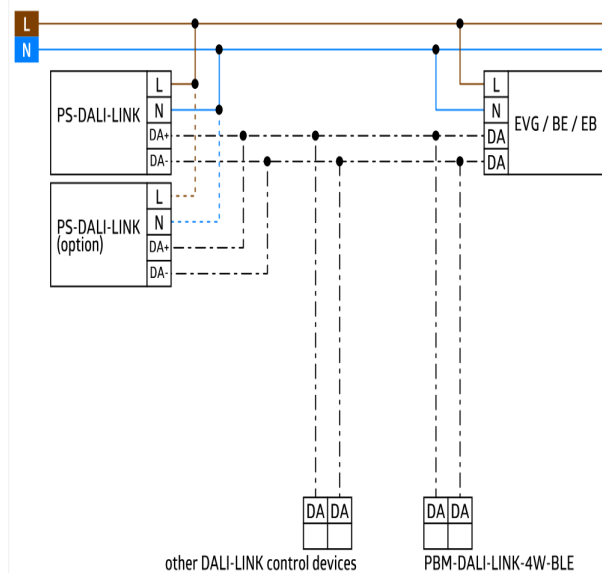 L
N
PS-DALI-LINK
L
N
DA+
DA-
PS-DALI-LINK
(option)
L
N
DA+
DA-
L
N
DA
DA
EVG / BE / EB
DA DA
DA DA
other DALI-LINK control devices
PBM-DALI-LINK-4W-BLE